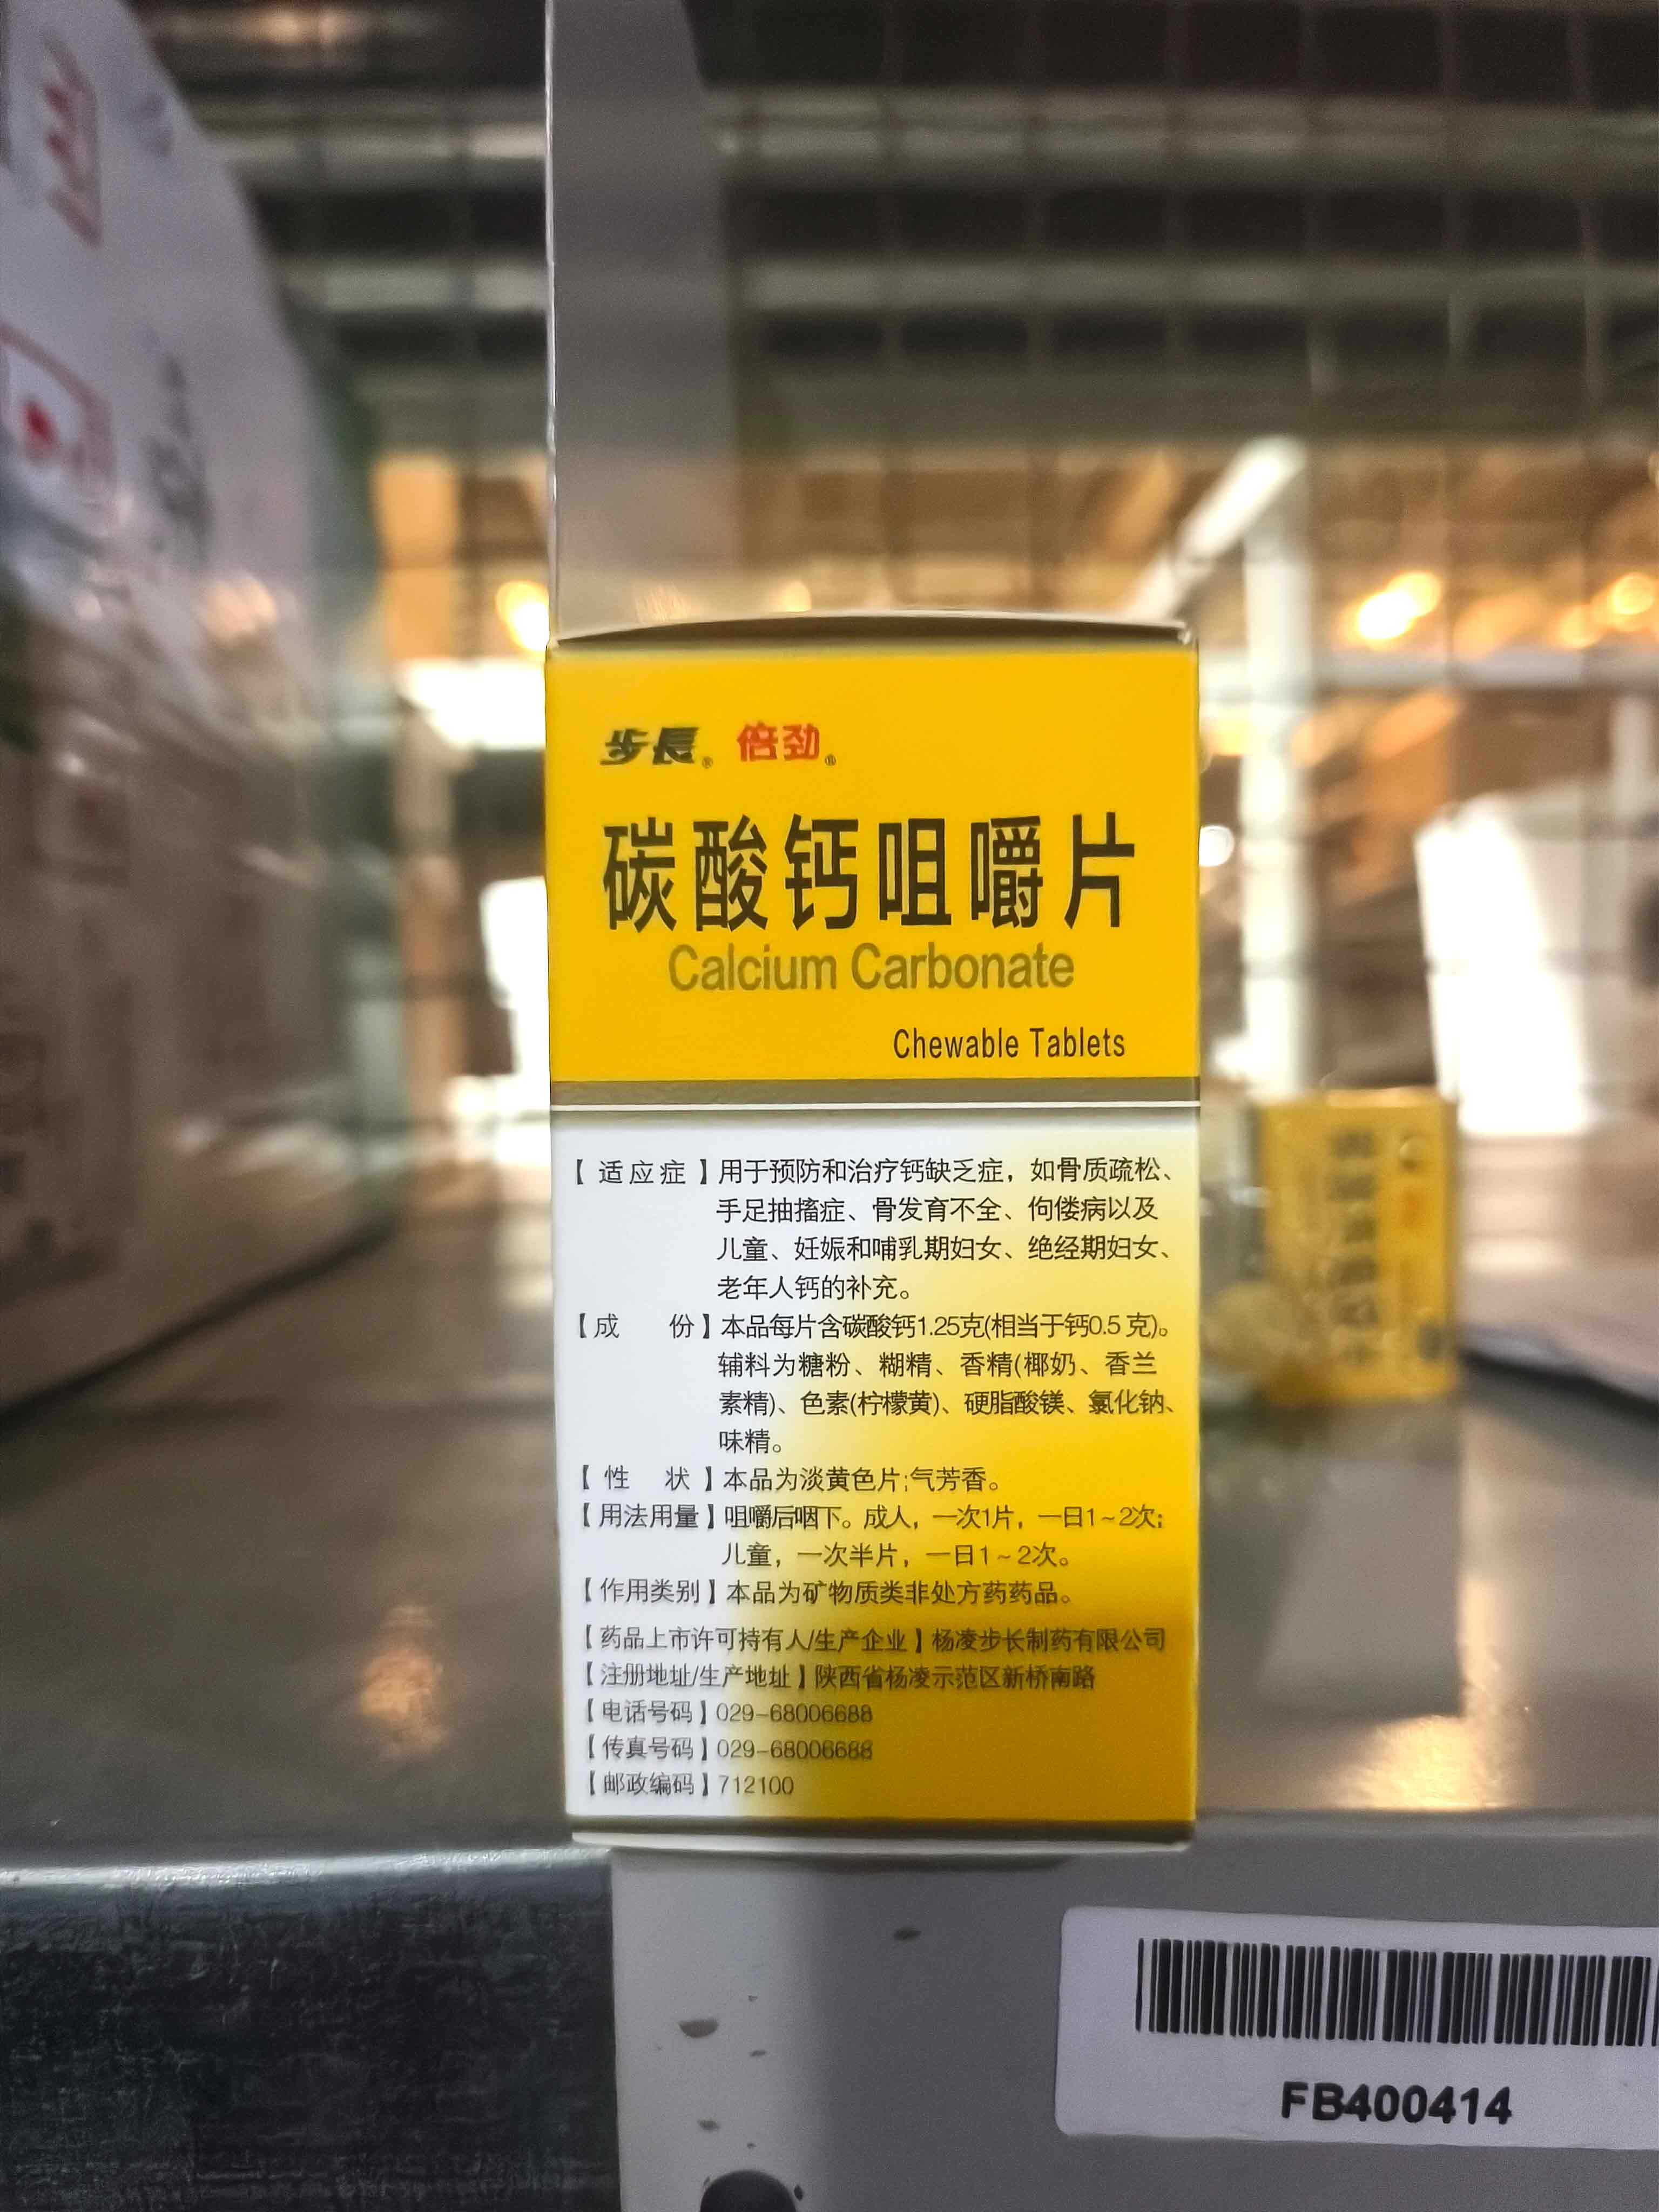 步長® 倍劲®
碳酸钙咀嚼片
Calcium Carbonate
Chewable Tablets
【适应症】用于预防和治疗钙缺乏症，如骨质疏松、
手足抽搐症、骨发育不全、佝偻病以及
儿童、妊娠和哺乳期妇女、绝经期妇女、
老年人钙的补充。
【成 份】本品每片含碳酸钙1.25克(相当于钙0.5克)。
辅料为糖粉、糊精、香精(椰奶、香兰
素精)、色素(柠檬黄)、硬脂酸镁、氯化钠、
味精。
【性 状】本品为淡黄色片;气芳香。
【用法用量】咀嚼后咽下。成人，一次1片，一日1~2次；
儿童，一次半片，一日1~2次。
【作用类别】本品为矿物质类非处方药药品。
【药品上市许可持有人/生产企业】杨凌步长制药有限公司
【注册地址/生产地址】陕西省杨凌示范区新桥南路
【电话号码】029-68006688
【传真号码】029-68006688
【邮政编码】712100
FB400414